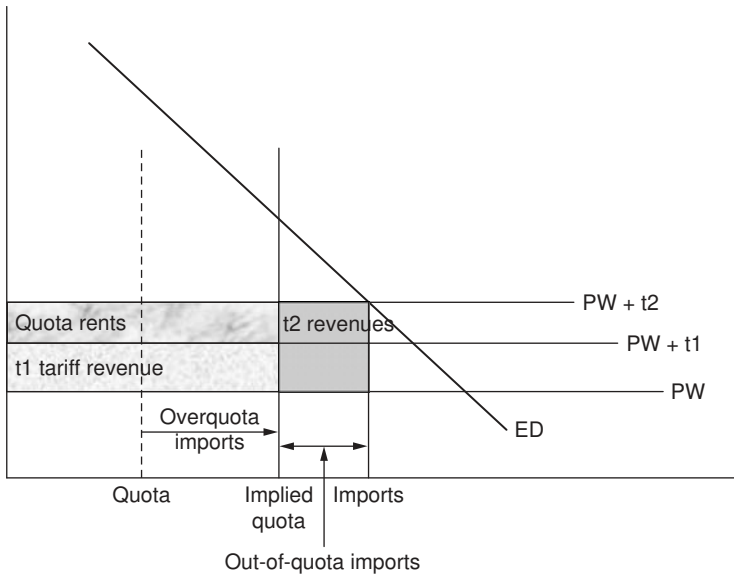 PW + t2
Quota rents
t2 revenues
PW + t1
t1 tariff revenue
PW
Overquota
imports
ED
Quota
Implied
quota
Imports
Out-of-quota imports